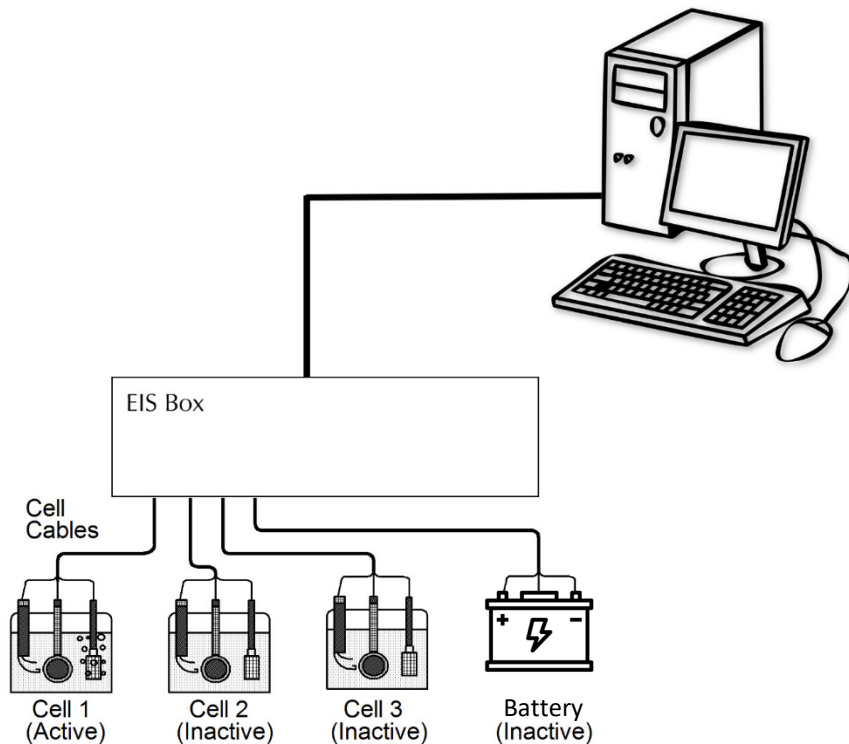 EIS Box
Cell
Cables
Cell 1
(Active)
Cell 2
(Inactive)
Cell 3
(Inactive)
Battery
(Inactive)
+
−